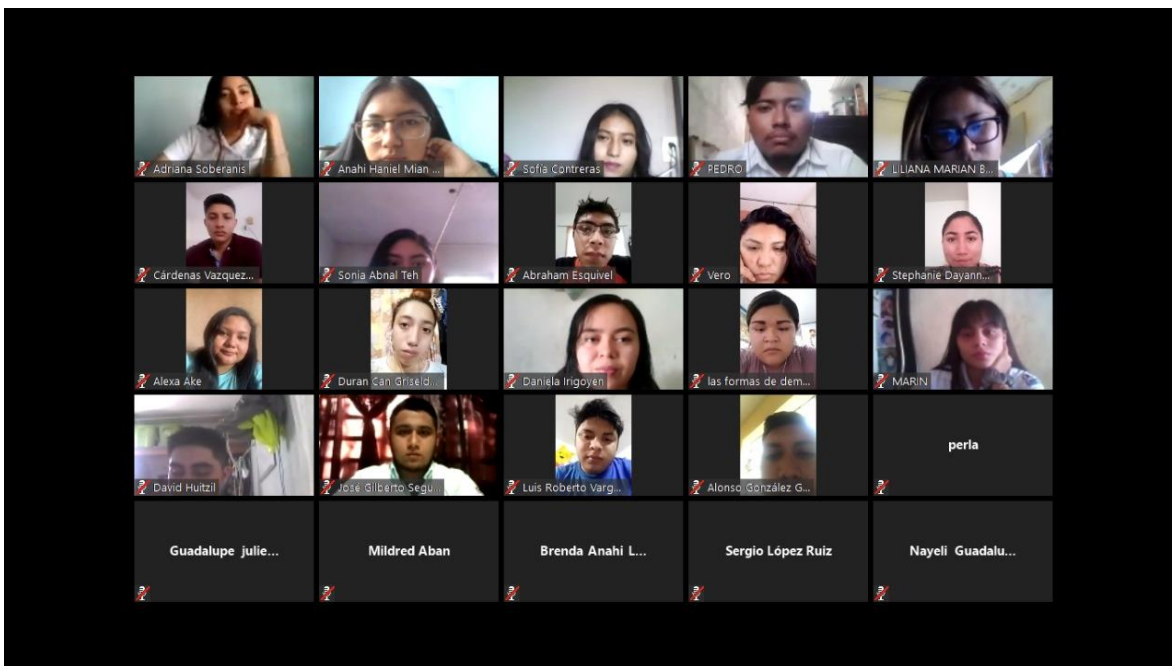 Adriana Soberanis
Anahi Haniel Mian ...
Sofía Contreras
PEDRO
LILIANA MARIAN B...
Cárdenas Vazquez...
Sonia Abnal Teh
Abraham Esquivel
Vero
Stephanie Dayann...
Alexa Ake
Duran Can Griseld...
Daniela Irigoyen
las formas de dem...
MARIN
David Huitzil
José Gilberto Segu...
Luis Roberto Varg...
Alonso González G...
perla
Guadalupe julie...
Mildred Aban
Brenda Anahi L...
Sergio López Ruiz
Nayeli Guadalu...